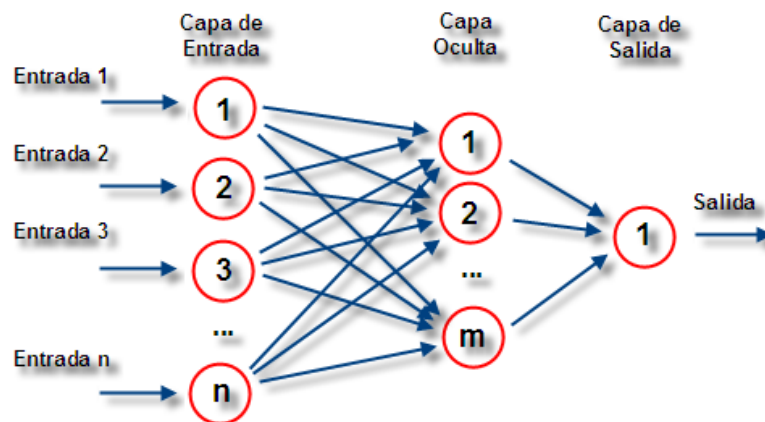 Capa de
Entrada
Capa
Oculta
Capa de
Salida
Entrada 1
1
Entrada 2
2
Entrada 3
3
...
Entrada n
n
1
2
...
m
1
Salida